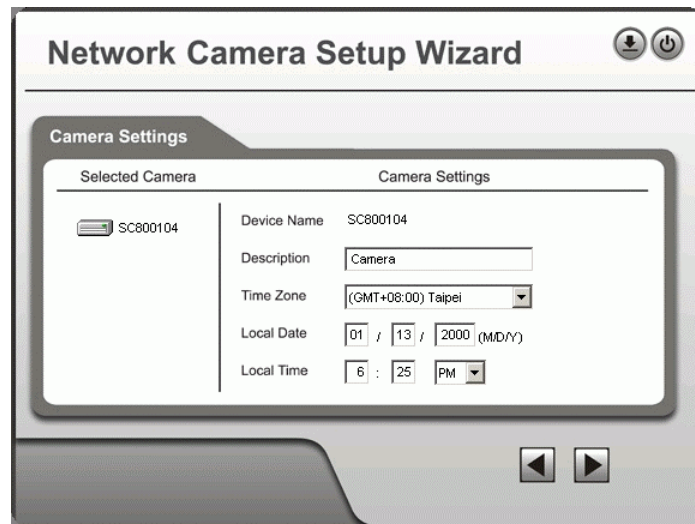 Network Camera Setup Wizard
Camera Settings
Selected Camera
Camera Settings
SC800104
Device Name SC800104
Description Camera
Time Zone (GMT+08:00) Taipei
Local Date 01 / 13 / 2000 (M/D/Y)
Local Time 6 : 25 PM